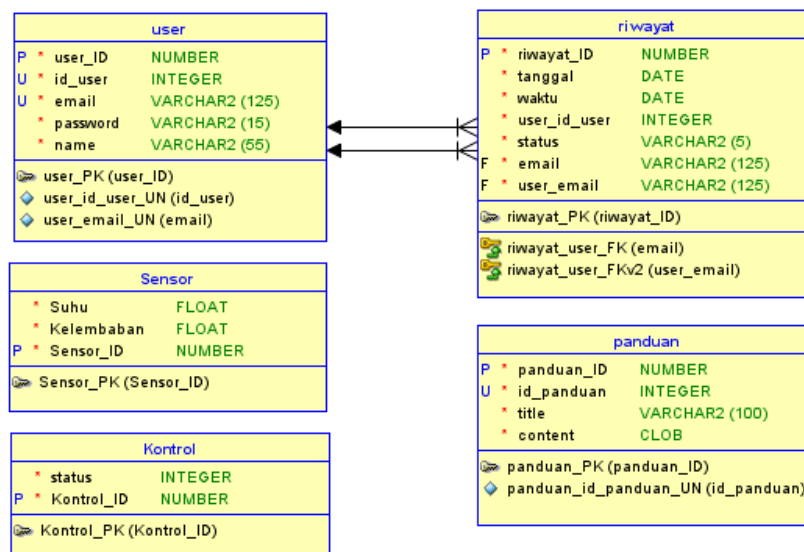 user
P * user_ID NUMBER
U * id_user INTEGER
U * email VARCHAR2 (125)
* password VARCHAR2 (15)
* name VARCHAR2 (55)
user_PK (user_ID)
user_id_user_UN (id_user)
user_email_UN (email)
riwayat
P * riwayat_ID NUMBER
* tanggal DATE
* waktu DATE
* user_id_user INTEGER
* status VARCHAR2 (5)
F * email VARCHAR2 (125)
F * user_email VARCHAR2 (125)
riwayat_PK (riwayat_ID)
riwayat_user_FK (email)
riwayat_user_FKv2 (user_email)
Sensor
* Suhu FLOAT
* Kelembaban FLOAT
P * Sensor_ID NUMBER
Sensor_PK (Sensor_ID)
panduan
P * panduan_ID NUMBER
U * id_panduan INTEGER
* title VARCHAR2 (100)
* content CLOB
panduan_PK (panduan_ID)
panduan_id_panduan_UN (id_panduan)
Kontrol
* status INTEGER
P * Kontrol_ID NUMBER
Kontrol_PK (Kontrol_ID)